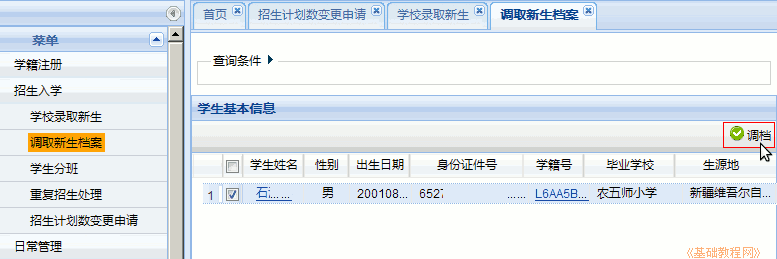 首页 招生计划数变更申请 学校录取新生 调取新生档案
菜单
学籍注册
招生入学
学校录取新生
调取新生档案
学生分班
重复招生处理
招生计划数变更申请
日常管理
查询条件
学生基本信息
调档
学生姓名 性别 出生日期 身份证件号 学籍号 毕业学校 生源地
1 石...... 男 200108... 6527 ...... L6AA5B... 农五师小学 新疆维吾尔自...
《基础教程网》